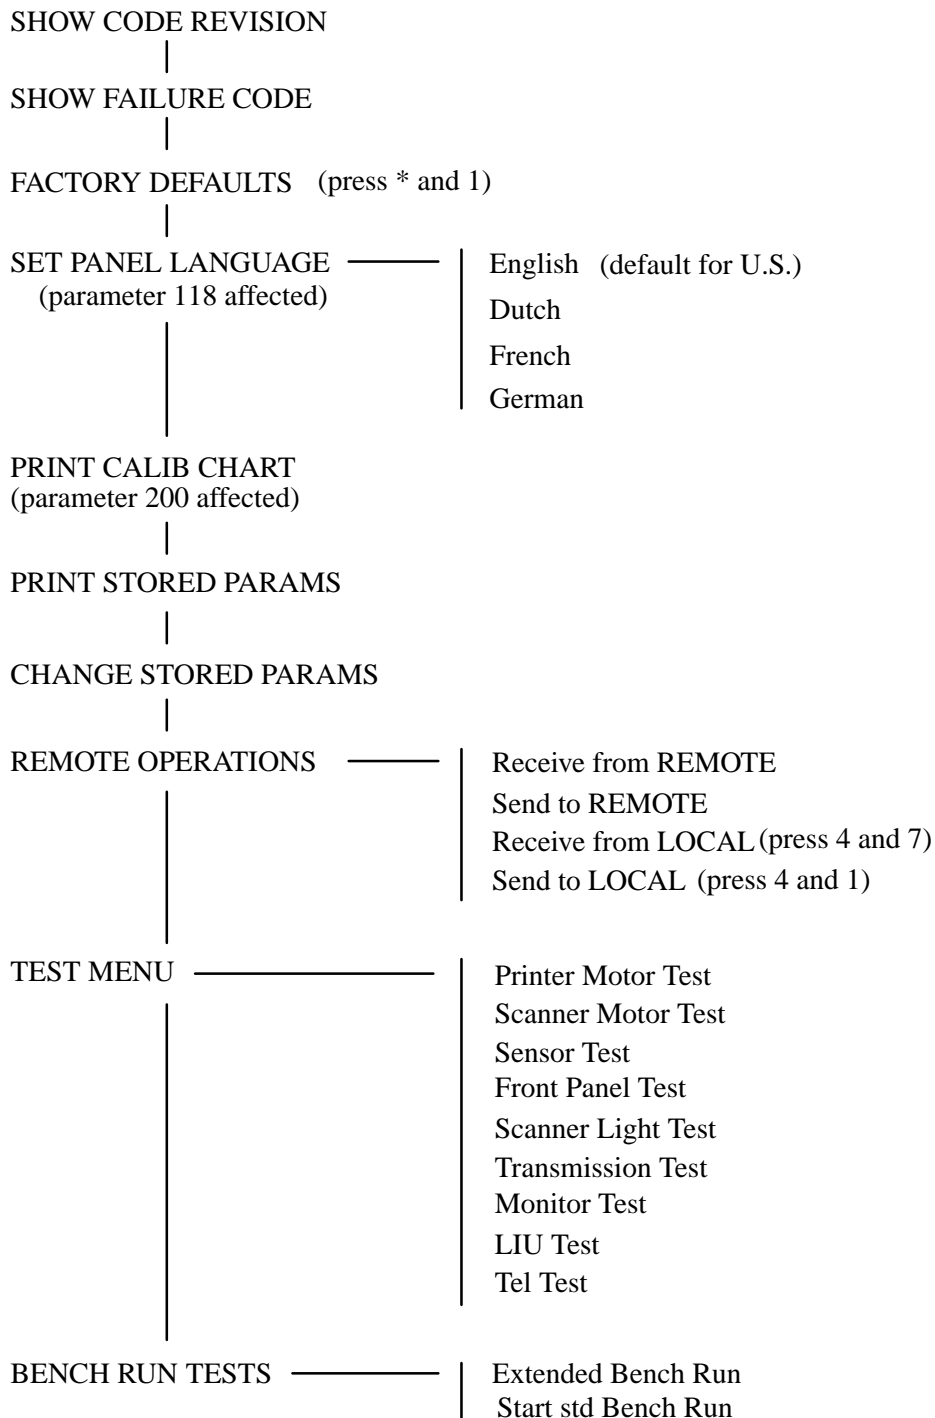 SHOW CODE REVISION
SHOW FAILURE CODE
FACTORY DEFAULTS (press * and 1)
SET PANEL LANGUAGE
(parameter 118 affected)
English (default for U.S.)
Dutch
French
German
PRINT CALIB CHART
(parameter 200 affected)
PRINT STORED PARAMS
CHANGE STORED PARAMS
REMOTE OPERATIONS
Receive from REMOTE
Send to REMOTE
Receive from LOCAL (press 4 and 7)
Send to LOCAL (press 4 and 1)
TEST MENU
Printer Motor Test
Scanner Motor Test
Sensor Test
Front Panel Test
Scanner Light Test
Transmission Test
Monitor Test
LIU Test
Tel Test
BENCH RUN TESTS
Extended Bench Run
Start std Bench Run